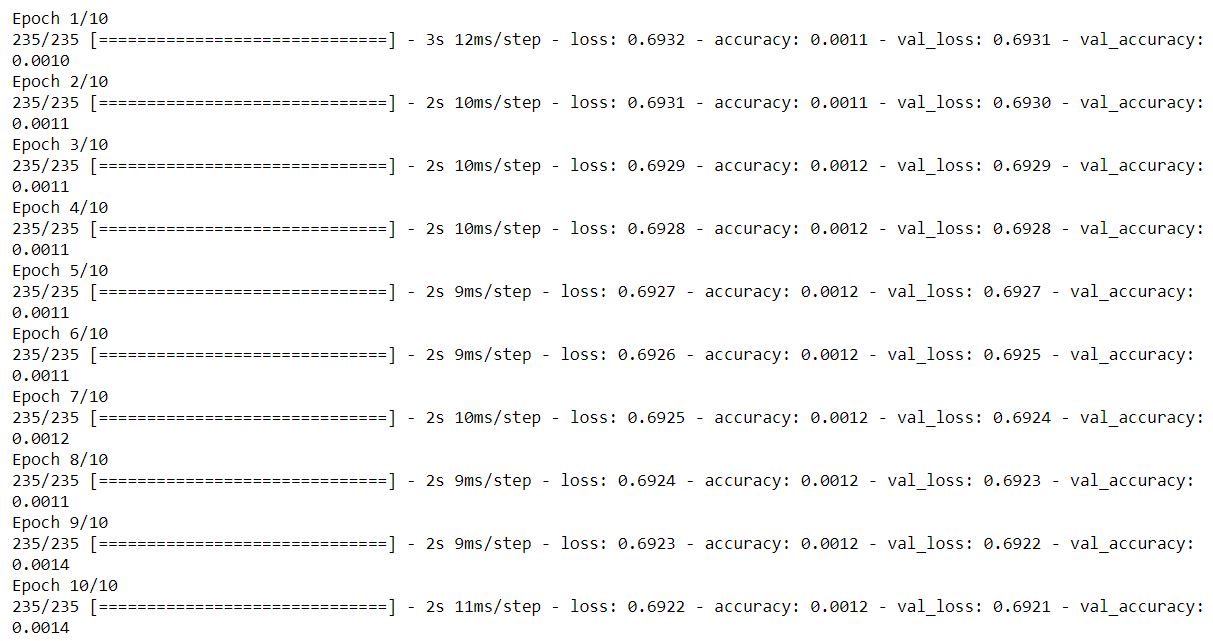 Epoch 1/10
235/235 [==============================] - 3s 12ms/step - loss: 0.6932 - accuracy: 0.0011 - val_loss: 0.6931 - val_accuracy:
0.0010
Epoch 2/10
235/235 [==============================] - 2s 10ms/step - loss: 0.6931 - accuracy: 0.0011 - val_loss: 0.6930 - val_accuracy:
0.0011
Epoch 3/10
235/235 [==============================] - 2s 10ms/step - loss: 0.6929 - accuracy: 0.0012 - val_loss: 0.6929 - val_accuracy:
0.0011
Epoch 4/10
235/235 [==============================] - 2s 10ms/step - loss: 0.6928 - accuracy: 0.0012 - val_loss: 0.6928 - val_accuracy:
0.0011
Epoch 5/10
235/235 [==============================] - 2s 9ms/step - loss: 0.6927 - accuracy: 0.0012 - val_loss: 0.6927 - val_accuracy:
0.0011
Epoch 6/10
235/235 [==============================] - 2s 9ms/step - loss: 0.6926 - accuracy: 0.0012 - val_loss: 0.6925 - val_accuracy:
0.0011
Epoch 7/10
235/235 [==============================] - 2s 10ms/step - loss: 0.6925 - accuracy: 0.0012 - val_loss: 0.6924 - val_accuracy:
0.0012
Epoch 8/10
235/235 [==============================] - 2s 9ms/step - loss: 0.6924 - accuracy: 0.0012 - val_loss: 0.6923 - val_accuracy:
0.0011
Epoch 9/10
235/235 [==============================] - 2s 9ms/step - loss: 0.6923 - accuracy: 0.0012 - val_loss: 0.6922 - val_accuracy:
0.0014
Epoch 10/10
235/235 [==============================] - 2s 11ms/step - loss: 0.6922 - accuracy: 0.0012 - val_loss: 0.6921 - val_accuracy:
0.0014